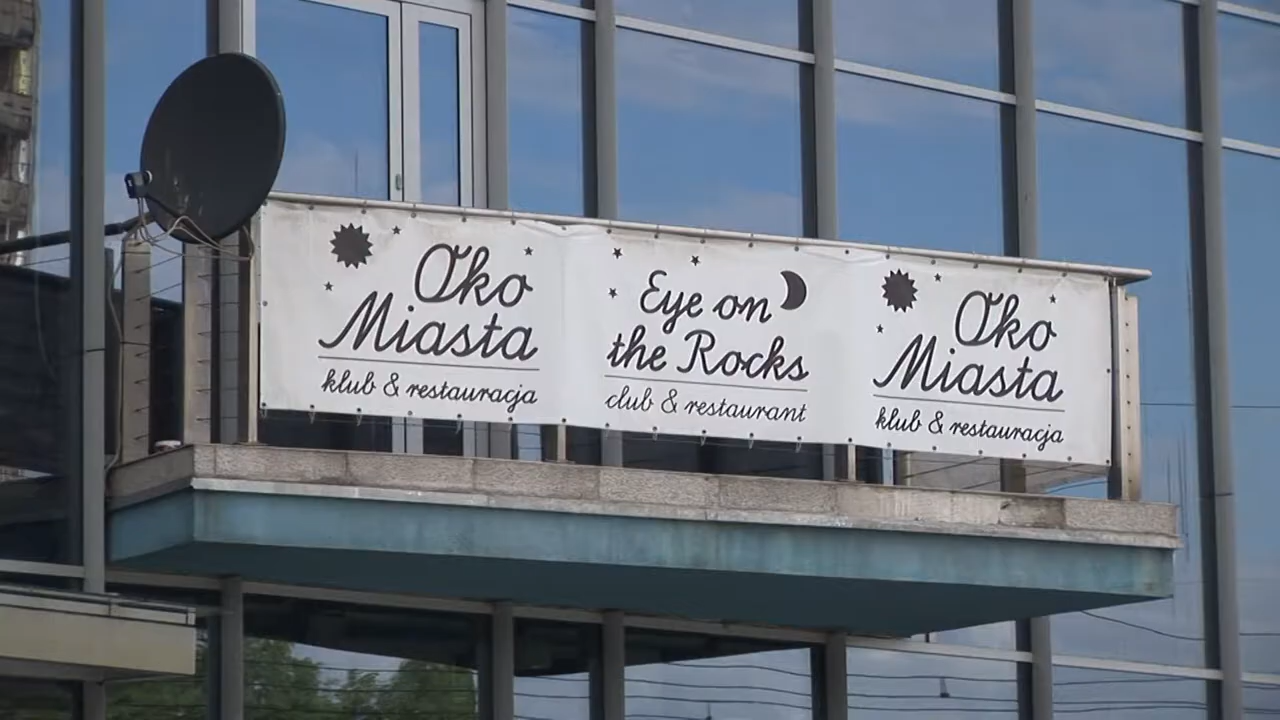 Oko
Miasta
klub & restauracja
Eye on
the Rocks
club & restaurant
Oko
Miasta
klub & restauracja